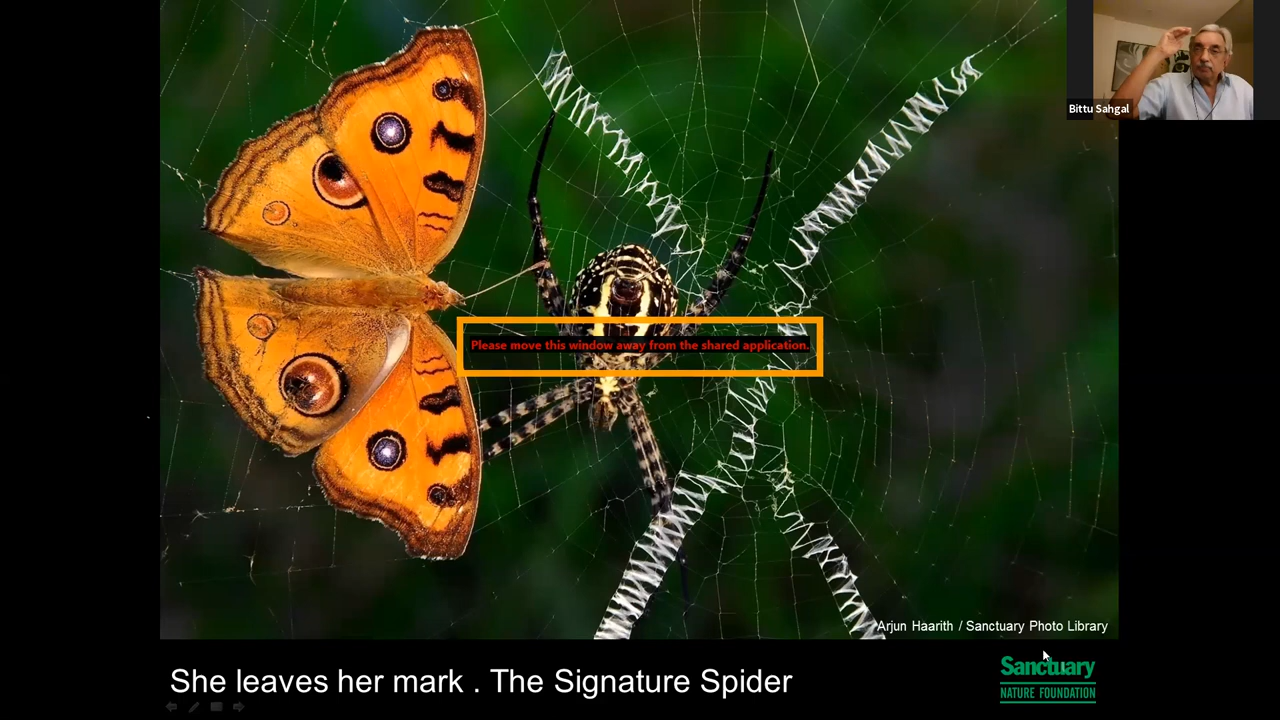 Bittu Sahgal
Please move this window away from the shared application.
Arjun Haarith / Sanctuary Photo Library
She leaves her mark . The Signature Spider
Sanctuary
NATURE FOUNDATION